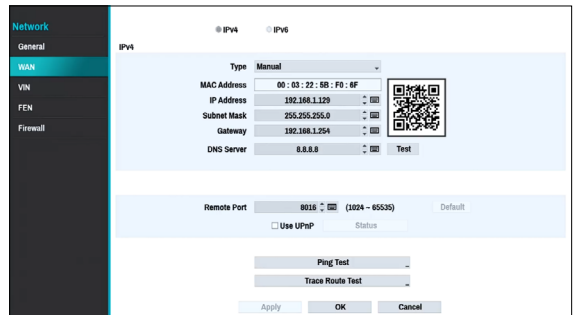 Network
General
WAN
VIN
FEN
Firewall
IPv4 IPv6
IPv4
Type Manual
MAC Address 00 : 03 : 22 : 5B : F0 : 6F
IP Address 192.168.1.129
Subnet Mask 255.255.255.0
Gateway 192.168.1.254
DNS Server 8.8.8.8 Test
Remote Port 8016 (1024 ~ 65535) Default
Use UPnP Status
Ping Test
Trace Route Test
Apply OK Cancel